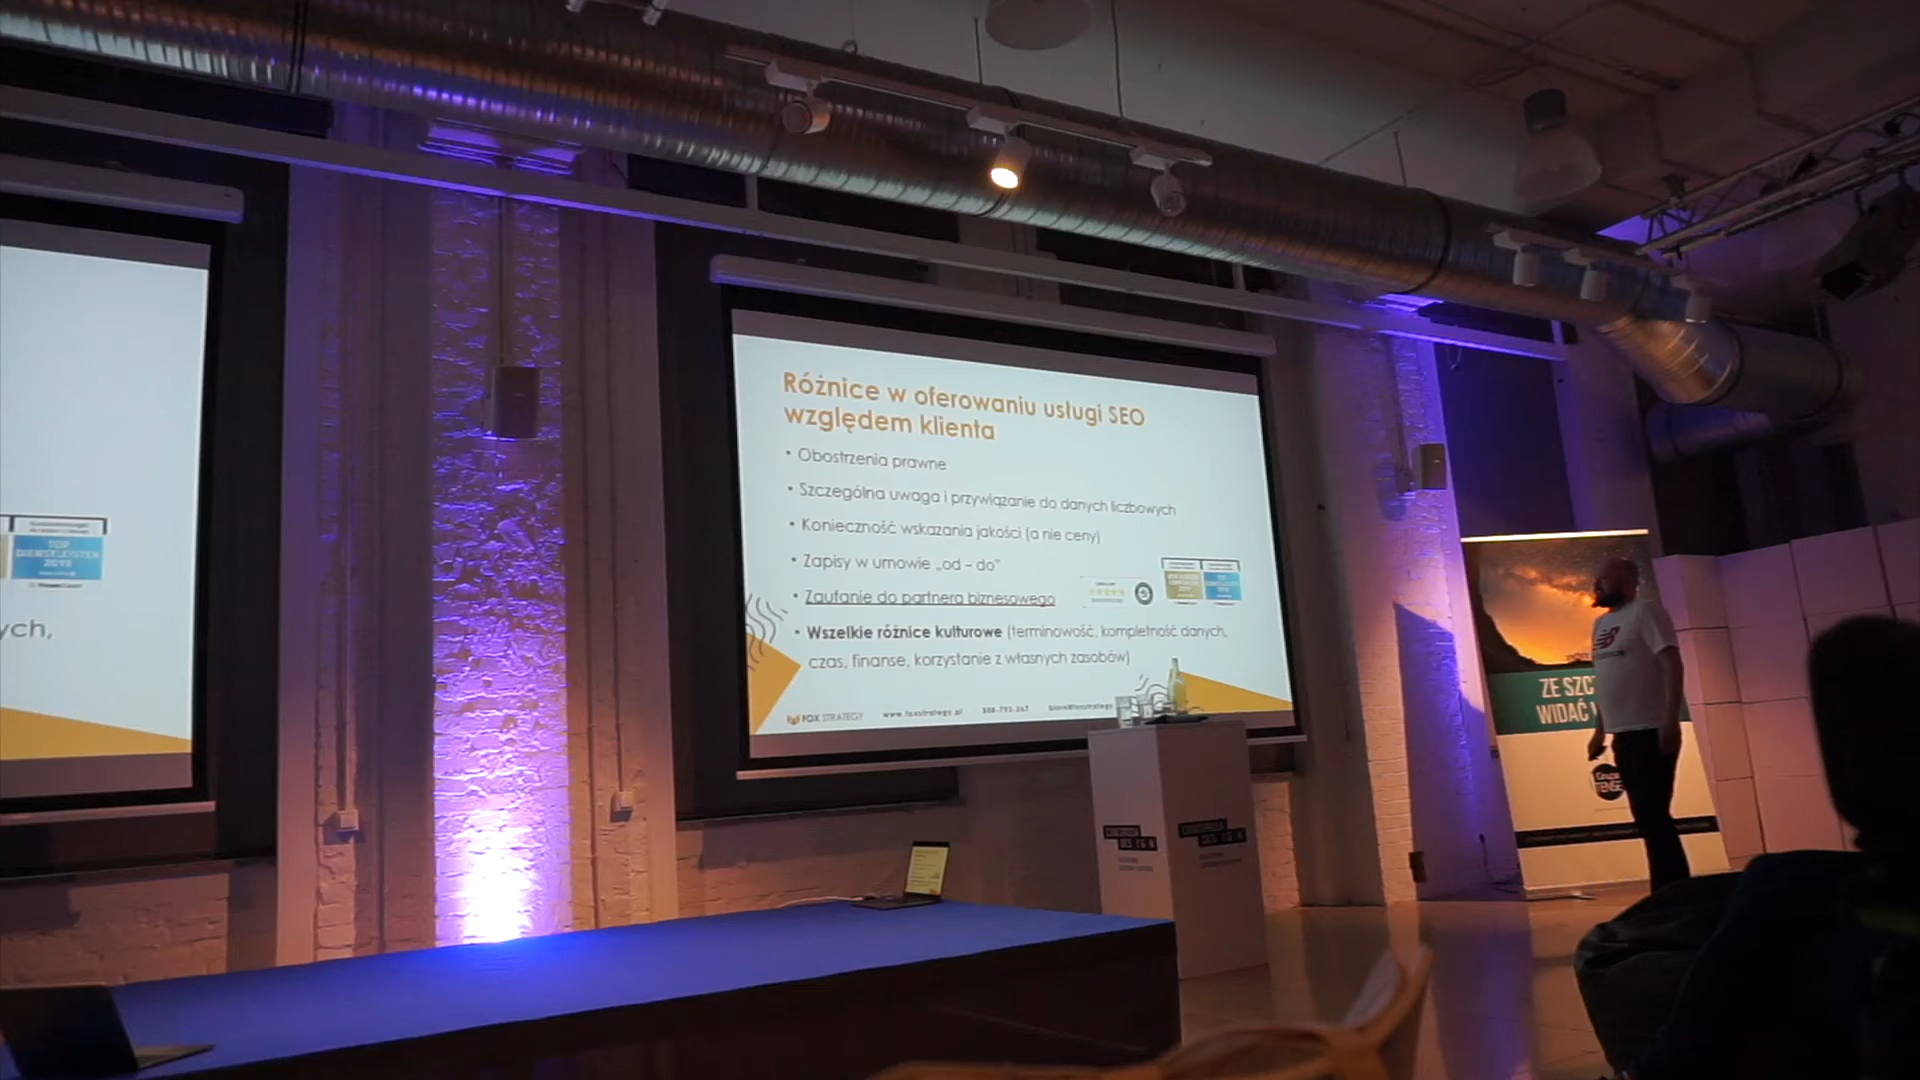 Różnice w oferowaniu usługi SEO
względem klienta
• Obostrzenia prawne
• Szczególna uwaga i przywiązanie do danych liczbowych
• Konieczność wskazania jakości (a nie ceny)
• Zapisy w umowie „od – do"
• Zaufanie do partnera biznesowego
• Wszelkie różnice kulturowe (terminowość, kompletność danych,
czas, finanse, korzystanie z własnych zasobów)
FOX STRATEGY www.foxstrategy.pl
TOP
DIENSTLEISTER
2019
ych,
ZE SZC
WIDAĆ
Grupa
TENSE